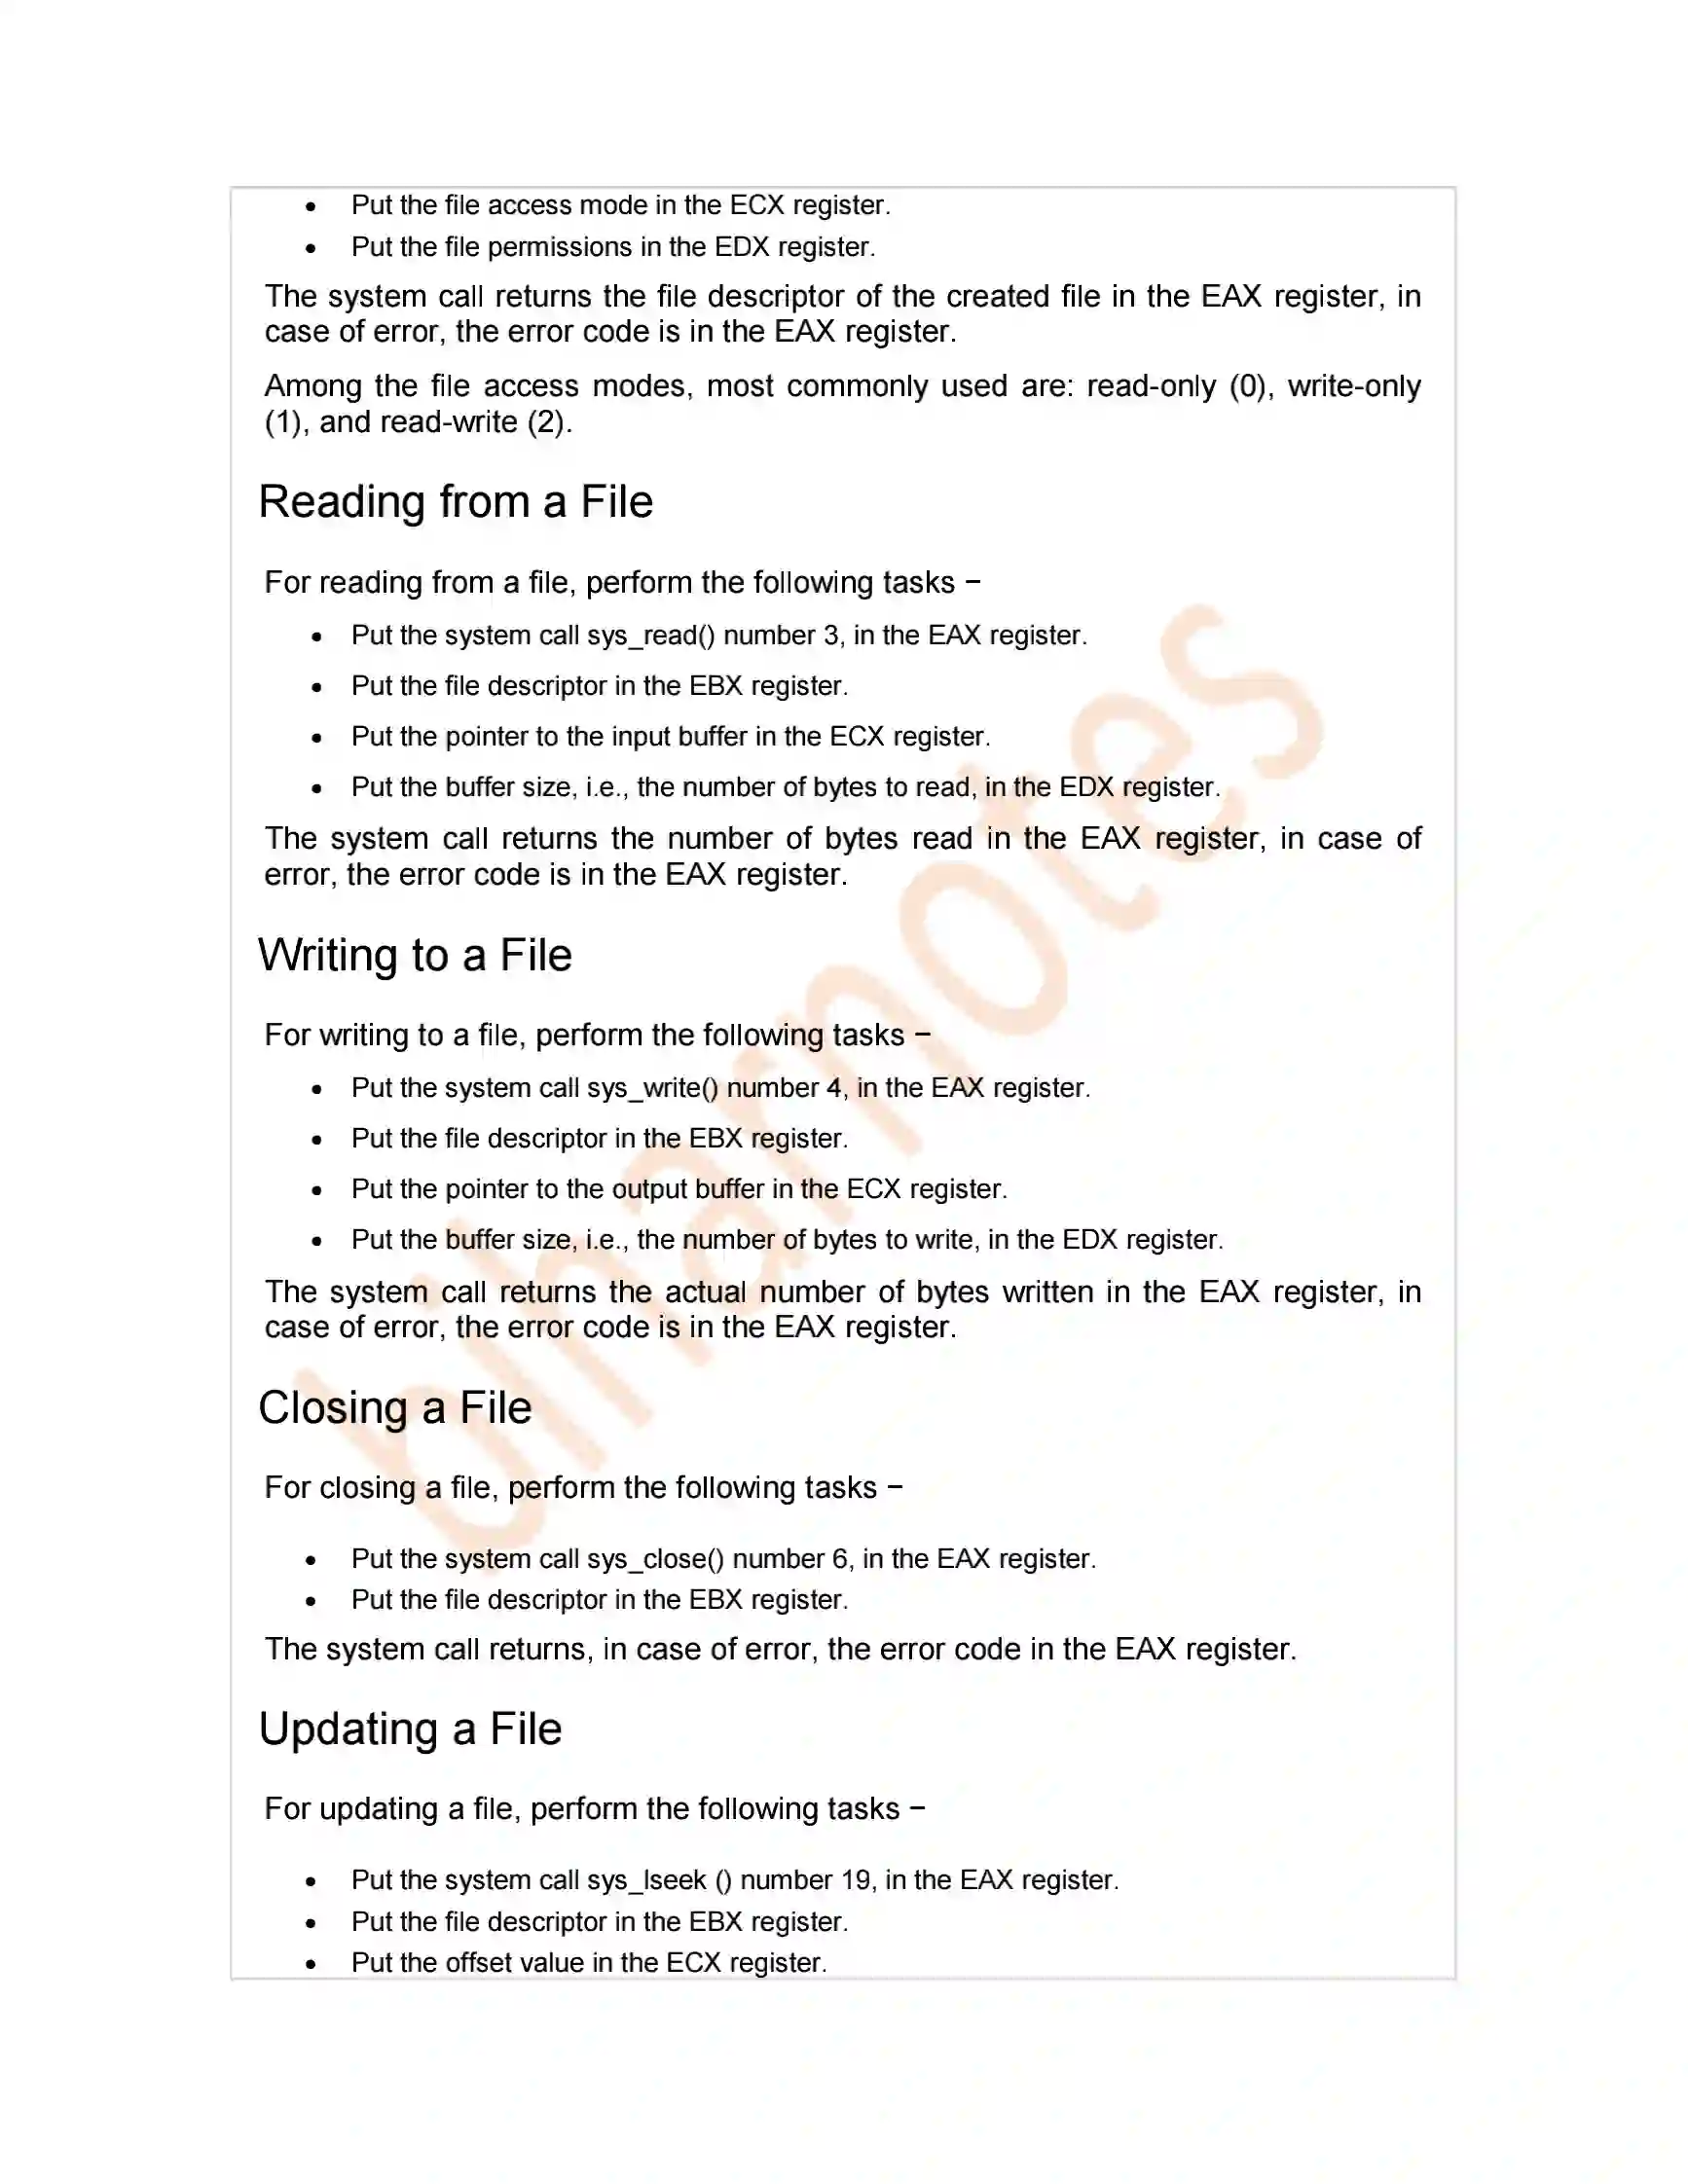 • Put the file access mode in the ECX register.
• Put the file permissions in the EDX register.
The system call returns the file descriptor of the created file in the EAX register, in
case of error, the error code is in the EAX register.
Among the file access modes, most commonly used are: read-only (0), write-only
(1), and read-write (2).
Reading from a File
For reading from a file, perform the following tasks −
• Put the system call sys_read() number 3, in the EAX register.
• Put the file descriptor in the EBX register.
• Put the pointer to the input buffer in the ECX register.
• Put the buffer size, i.e., the number of bytes to read, in the EDX register.
The system call returns the number of bytes read in the EAX register, in case of
error, the error code is in the EAX register.
Writing to a File
For writing to a file, perform the following tasks −
• Put the system call sys_write() number 4, in the EAX register.
• Put the file descriptor in the EBX register.
• Put the pointer to the output buffer in the ECX register.
• Put the buffer size, i.e., the number of bytes to write, in the EDX register.
The system call returns the actual number of bytes written in the EAX register, in
case of error, the error code is in the EAX register.
Closing a File
For closing a file, perform the following tasks −
• Put the system call sys_close() number 6, in the EAX register.
• Put the file descriptor in the EBX register.
The system call returns, in case of error, the error code in the EAX register.
Updating a File
For updating a file, perform the following tasks −
• Put the system call sys_lseek () number 19, in the EAX register.
• Put the file descriptor in the EBX register.
• Put the offset value in the ECX register.
biharnotes